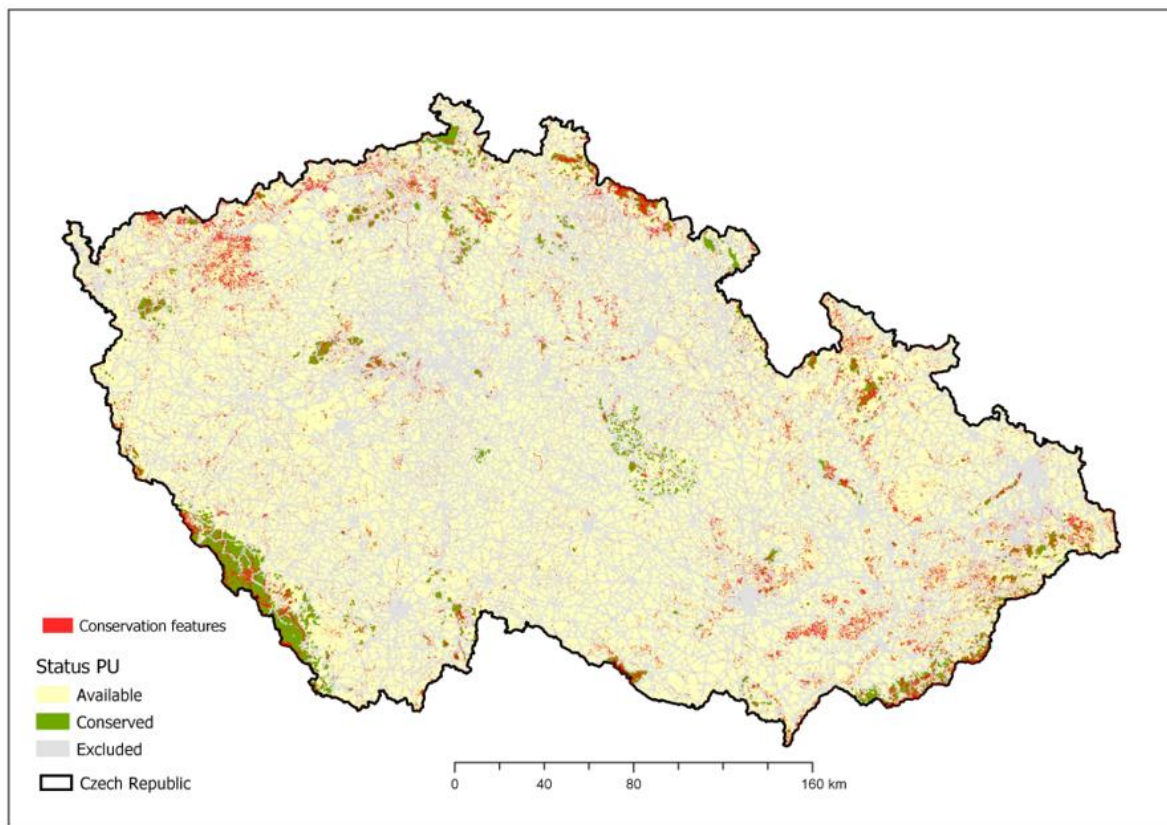 Conservation features
Status PU
Available
Conserved
Excluded
Czech Republic
0 40 80 160 km